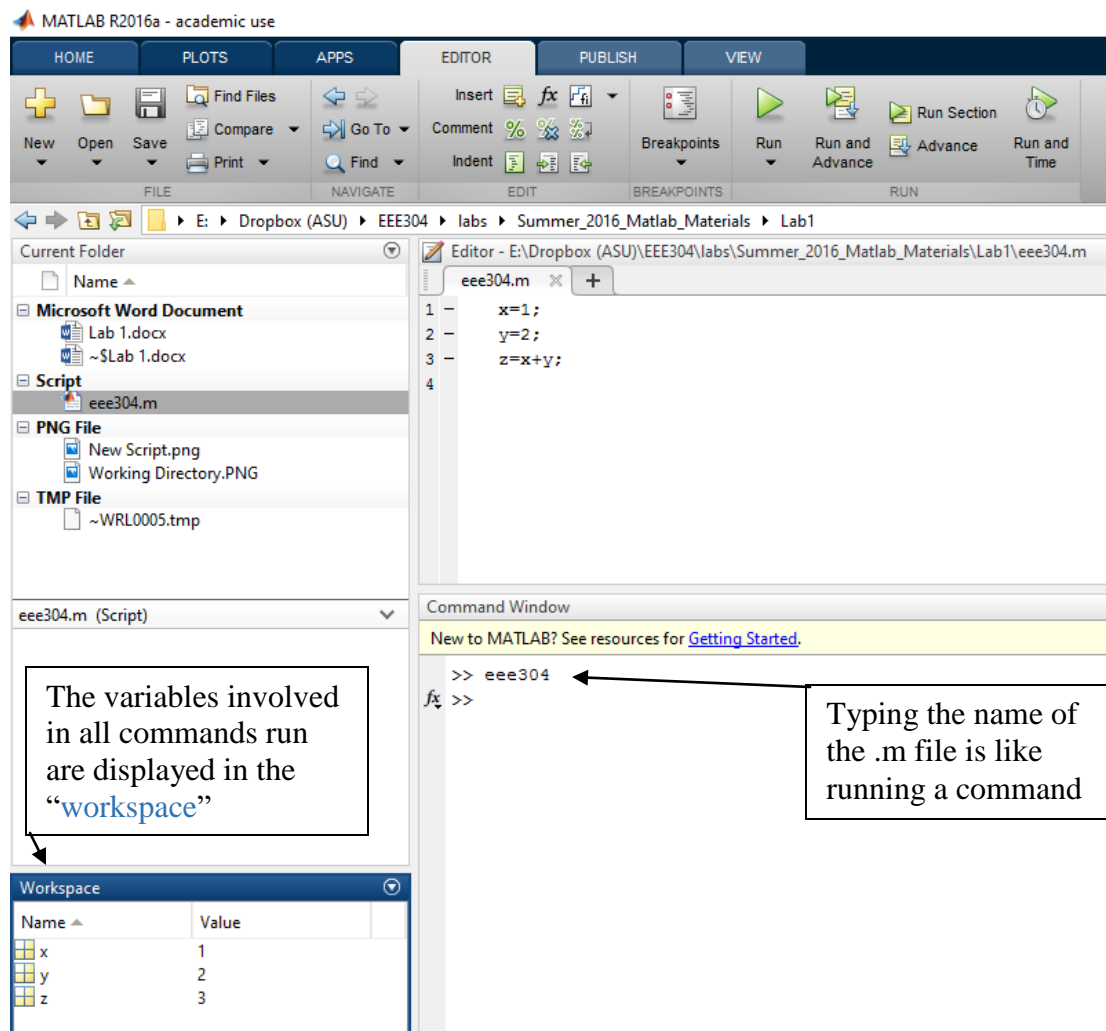 MATLAB R2016a - academic use
HOME PLOTS APPS EDITOR PUBLISH VIEW
New Open Save
Find Files
Compare
Print
FILE
Go To
Find
NAVIGATE
Insert fx fi
Comment % % %
Indent
EDIT
Breakpoints
BREAKPOINTS
Run
Run and
Advance
Run Section
Advance
Run and
Time
RUN
E: Dropbox (ASU) EEE304 labs Summer_2016_Matlab_Materials Lab1
Current Folder
Name
Microsoft Word Document
Lab 1.docx
~$Lab 1.docx
Script
eee304.m
PNG File
New Script.png
Working Directory.PNG
TMP File
~WRL0005.tmp
eee304.m (Script)
Editor - E:\Dropbox (ASU)\EEE304\labs\Summer_2016_Matlab_Materials\Lab1\eee304.m
eee304.m +
1 – x=1;
2 – y=2;
3 – z=x+y;
4
Command Window
New to MATLAB? See resources for Getting Started.
>> eee304
fx >>
Typing the name of
the .m file is like
running a command
The variables involved
in all commands run
are displayed in the
“workspace”
Workspace
Name Value
x 1
y 2
z 3